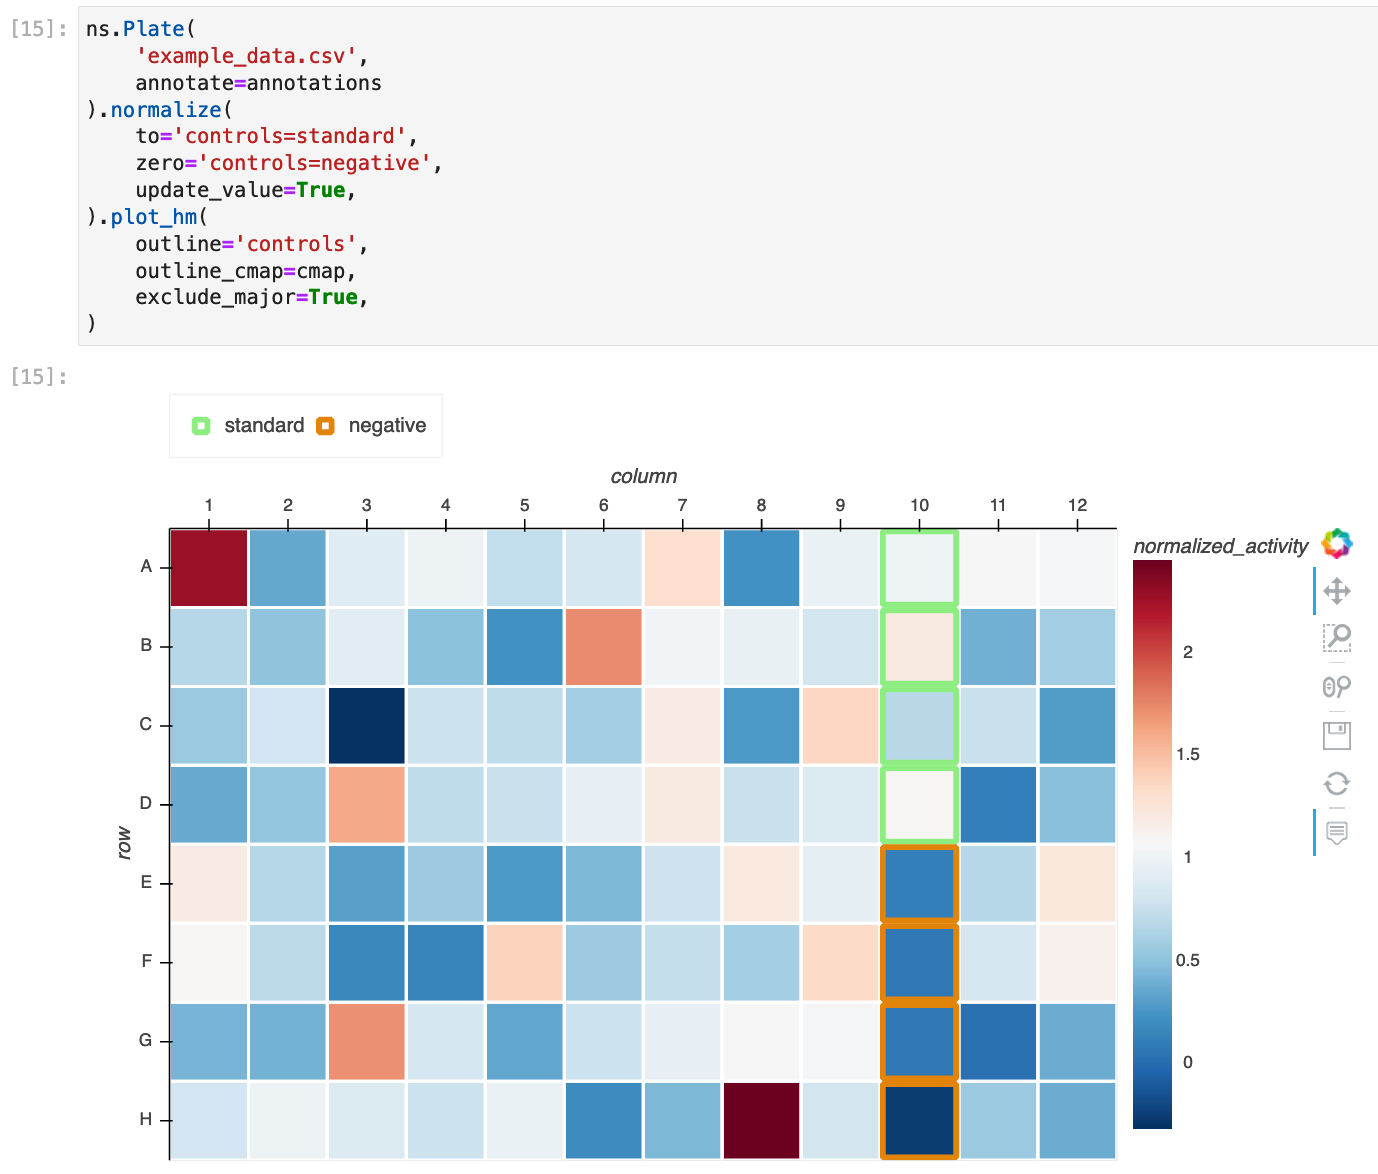 [15]:
ns.Plate(
    'example_data.csv',
    annotate=annotations
).normalize(
    to='controls=standard',
    zero='controls=negative',
    update_value=True,
).plot_hm(
    outline='controls',
    outline_cmap=cmap,
    exclude_major=True,
)
[15]:
standard negative
column
1 2 3 4 5 6 7 8 9 10 11 12
row
A
B
C
D
E
F
G
H
normalized_activity
2
1.5
1
0.5
0